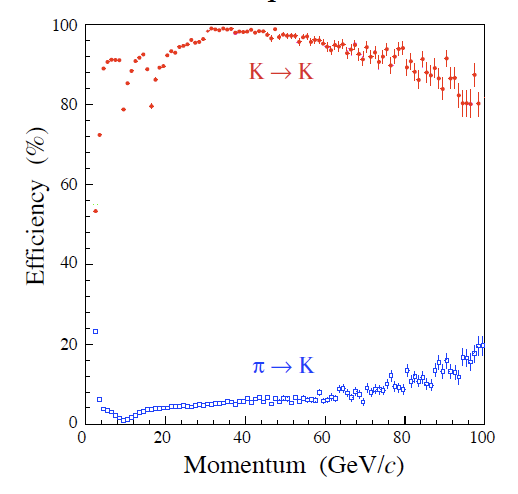 100
80
60
40
20
0
Efficiency (%)
K → K
π → K
0 20 40 60 80 100
Momentum (GeV/c)